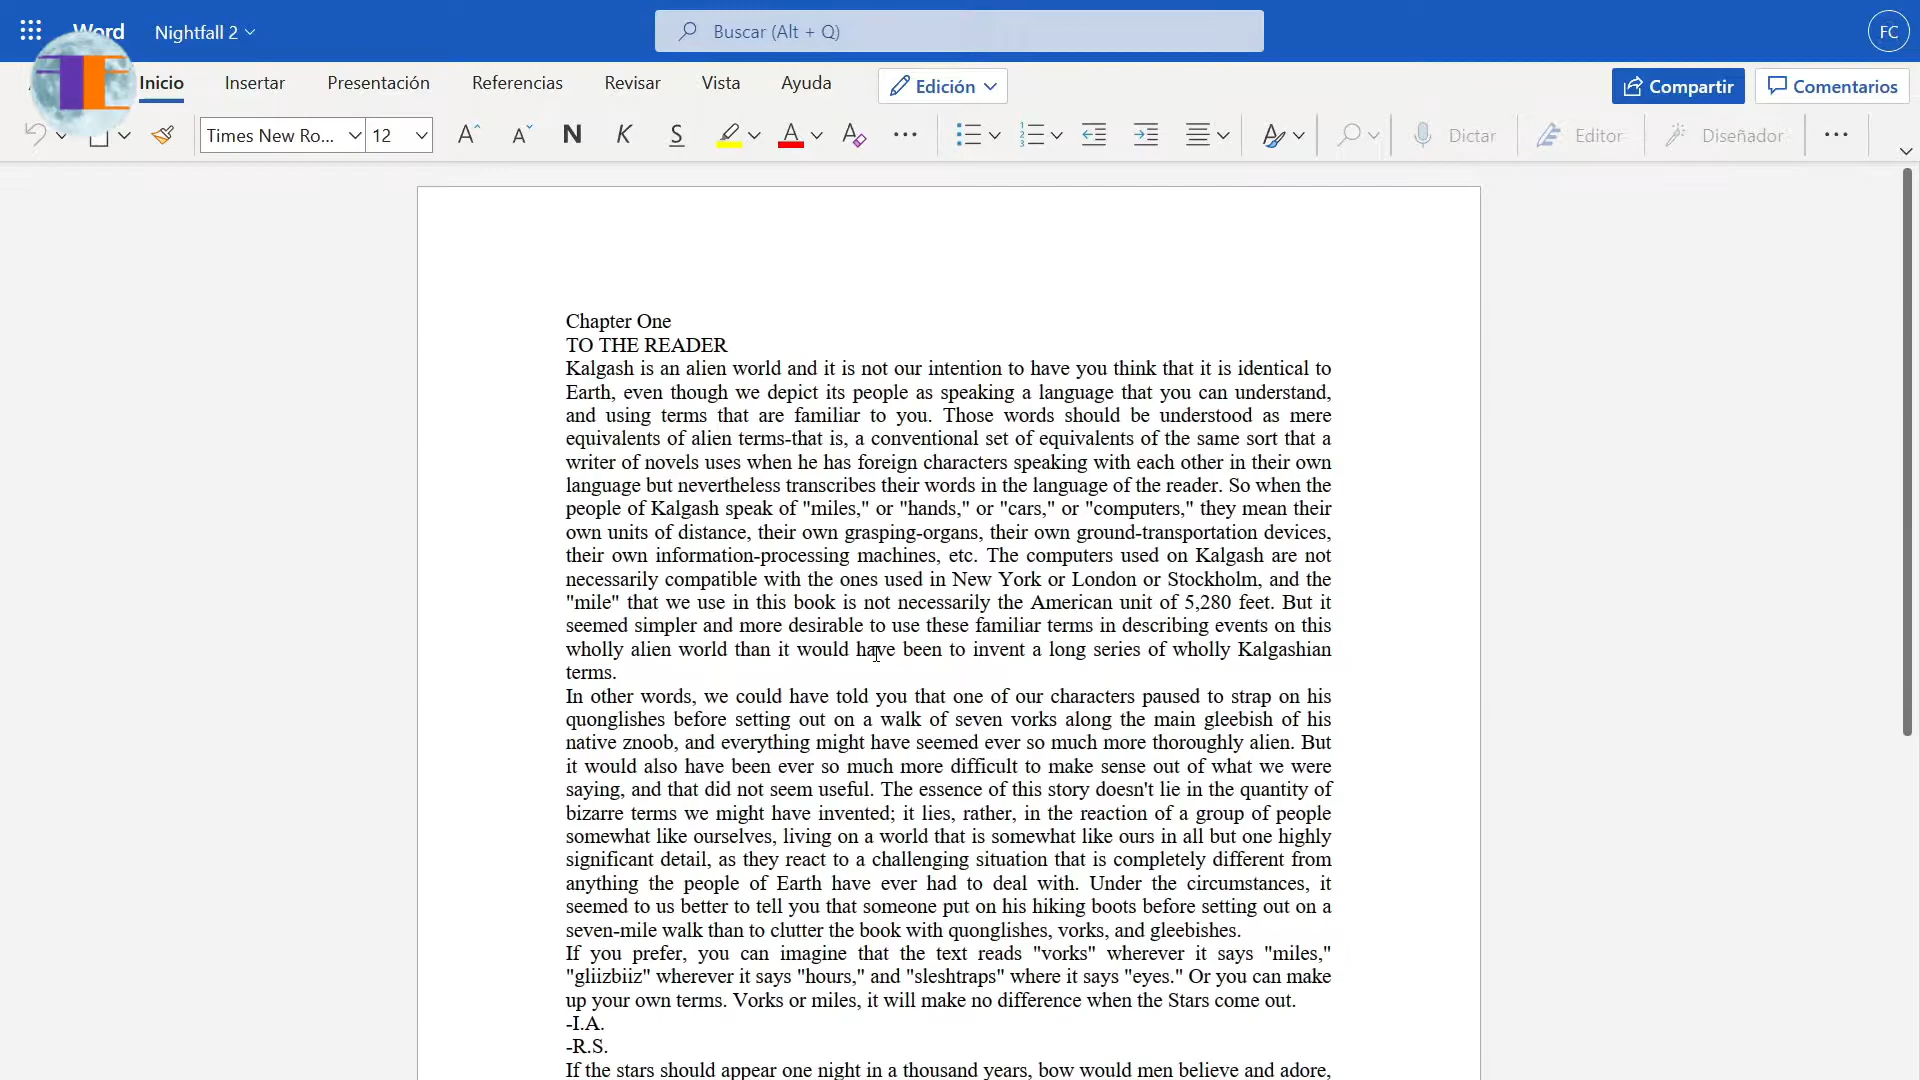 Word
Nightfall 2
Buscar (Alt + Q)
FC
Inicio
Insertar
Presentación
Referencias
Revisar
Vista
Ayuda
Edición
Compartir
Comentarios
Times New Ro...
12
N
K
S
Dictar
Editor
Diseñador
Chapter One
TO THE READER
Kalgash is an alien world and it is not our intention to have you think that it is identical to
Earth, even though we depict its people as speaking a language that you can understand,
and using terms that are familiar to you. Those words should be understood as mere
equivalents of alien terms-that is, a conventional set of equivalents of the same sort that a
writer of novels uses when he has foreign characters speaking with each other in their own
language but nevertheless transcribes their words in the language of the reader. So when the
people of Kalgash speak of "miles," or "hands," or "cars," or "computers," they mean their
own units of distance, their own grasping-organs, their own ground-transportation devices,
their own information-processing machines, etc. The computers used on Kalgash are not
necessarily compatible with the ones used in New York or London or Stockholm, and the
"mile" that we use in this book is not necessarily the American unit of 5,280 feet. But it
seemed simpler and more desirable to use these familiar terms in describing events on this
wholly alien world than it would have been to invent a long series of wholly Kalgashian
terms.
In other words, we could have told you that one of our characters paused to strap on his
quonglishes before setting out on a walk of seven vorks along the main gleebish of his
native znoob, and everything might have seemed ever so much more thoroughly alien. But
it would also have been ever so much more difficult to make sense out of what we were
saying, and that did not seem useful. The essence of this story doesn't lie in the quantity of
bizarre terms we might have invented; it lies, rather, in the reaction of a group of people
somewhat like ourselves, living on a world that is somewhat like ours in all but one highly
significant detail, as they react to a challenging situation that is completely different from
anything the people of Earth have ever had to deal with. Under the circumstances, it
seemed to us better to tell you that someone put on his hiking boots before setting out on a
seven-mile walk than to clutter the book with quonglishes, vorks, and gleebishes.
If you prefer, you can imagine that the text reads "vorks" wherever it says "miles,"
"gliizbiiz" wherever it says "hours," and "sleshtraps" where it says "eyes." Or you can make
up your own terms. Vorks or miles, it will make no difference when the Stars come out.
-I.A.
-R.S.
If the stars should appear one night in a thousand years, bow would men believe and adore,